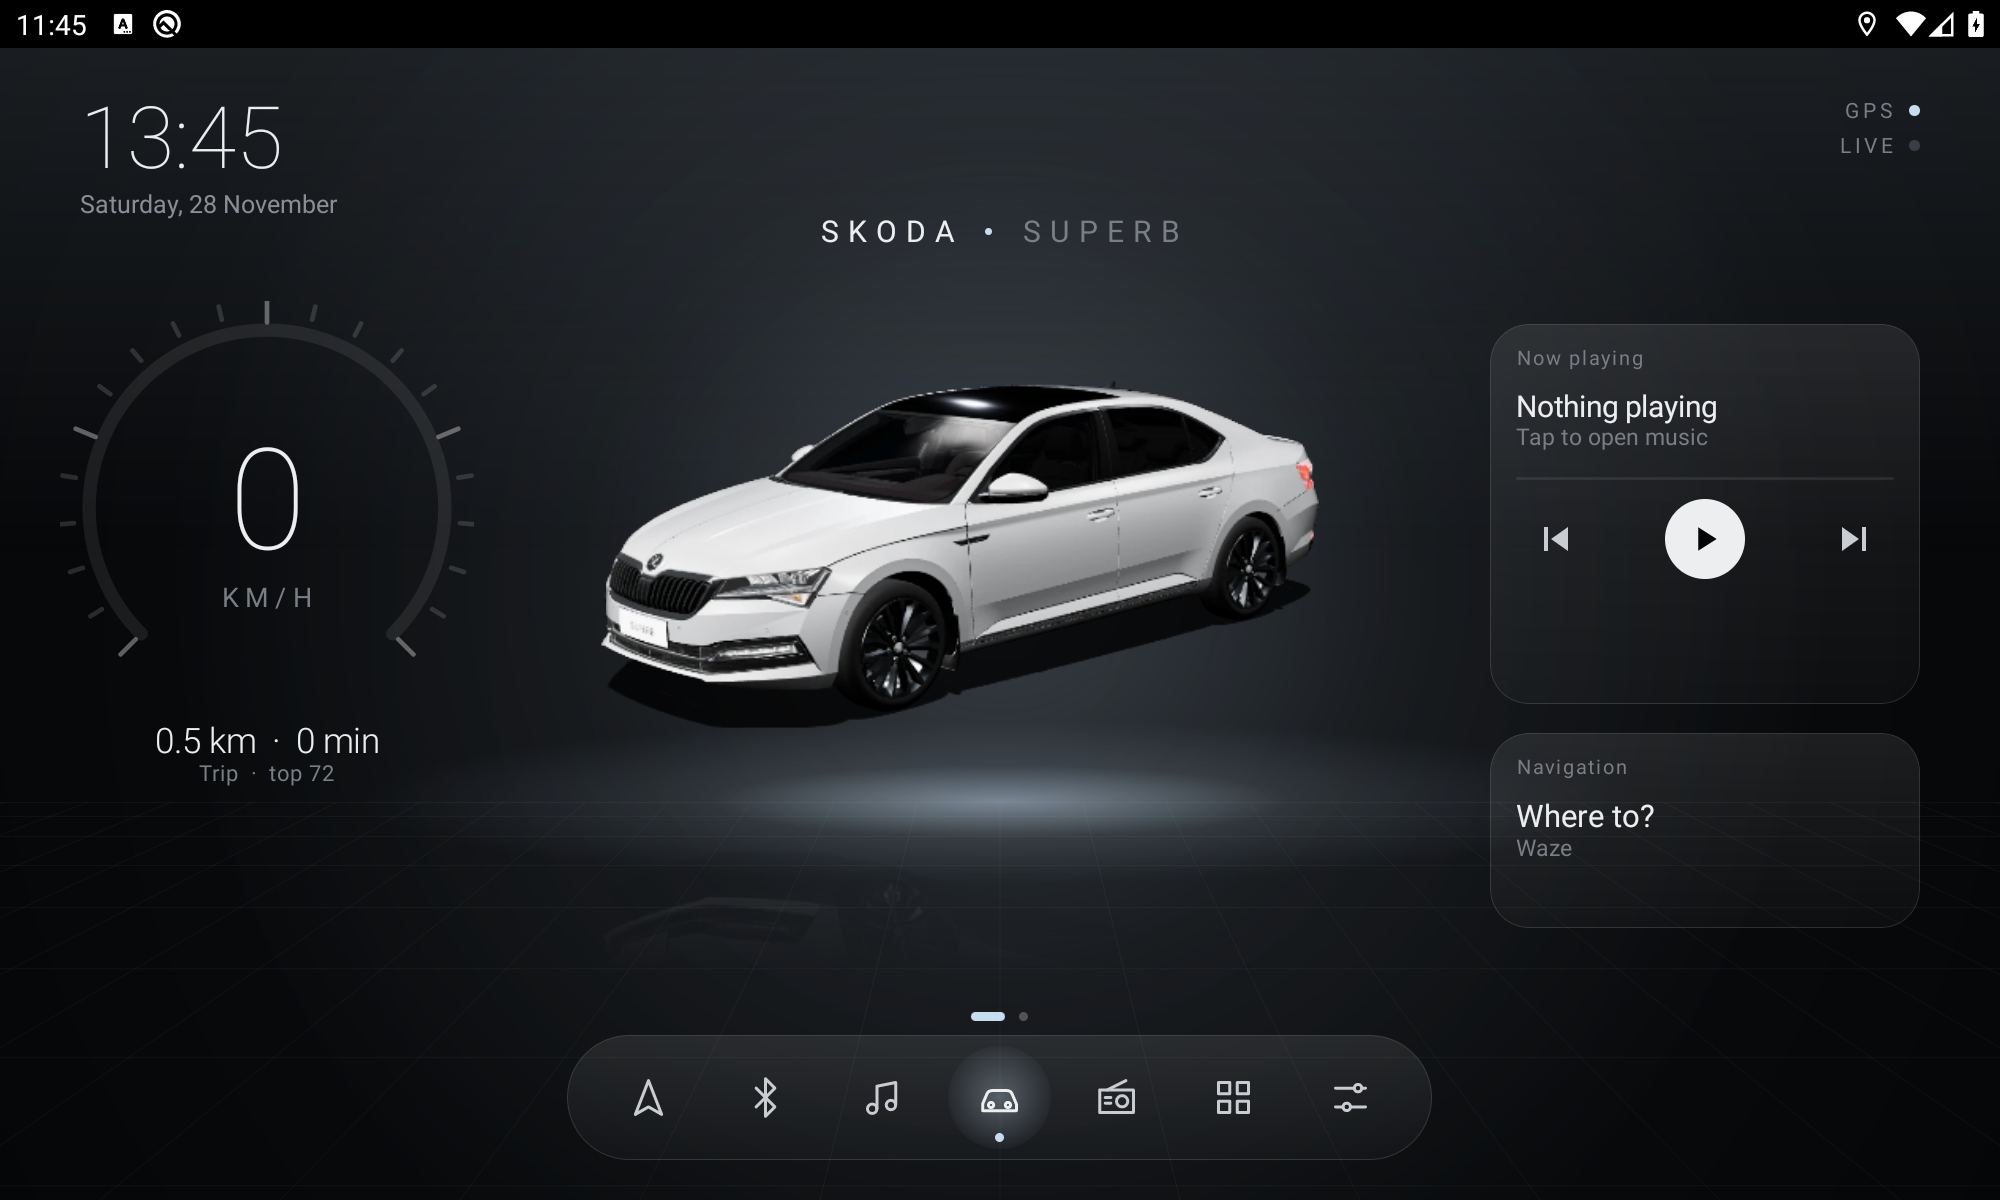 11:45
13:45
Saturday, 28 November
GPS
LIVE
SKODA • SUPERB
0
KM/H
0.5 km · 0 min
Trip · top 72
Now playing
Nothing playing
Tap to open music
Navigation
Where to?
Waze